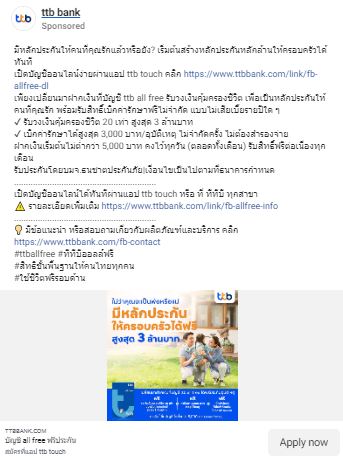 ttb bank
Sponsored
มีหลักประกันให้คนที่คุณรักแล้วหรือยัง? เริ่มต้นสร้างหลักประกันหลักล้านให้ครอบครัวได้
ทันที
เปิดบัญชีออนไลน์ง่ายผ่านแอป ttb touch คลิก https://www.ttbbank.com/link/fb-
allfree-dl
เพียงเปลี่ยนมาฝากเงินที่บัญชี ttb all free รับวงเงินคุ้มครองชีวิต เพื่อเป็นหลักประกันให้
คนที่คุณรัก พร้อมรับสิทธิ์เบิกค่ารักษาฟรีไม่จำกัด แบบไม่เสียเบี้ยรายปีใด ๆ
✓ รับวงเงินคุ้มครองชีวิต 20 เท่า สูงสุด 3 ล้านบาท
✓ เบิกค่ารักษาได้สูงสุด 3,000 บาท/อุบัติเหตุ ไม่จำกัดครั้ง ไม่ต้องสำรองจ่าย
ฝากเงินเริ่มต้นไม่ต่ำกว่า 5,000 บาท คงไว้ทุกวัน (ตลอดทั้งเดือน) รับสิทธิ์ฟรีต่อเนื่องทุก
เดือน
รับประกันโดยบมจ.ธนชาตประกันภัย|เงื่อนไขเป็นไปตามที่ธนาคารกำหนด
.......................................................
เปิดบัญชีออนไลน์ได้ทันทีผ่านแอป ttb touch หรือ ที่ ทีทีบี ทุกสาขา
⚠ รายละเอียดเพิ่มเติม https://www.ttbbank.com/link/fb-allfree-info
.......................................................
💡 มีข้อแนะนำ หรือสอบถามเกี่ยวกับผลิตภัณฑ์และบริการ คลิก
https://www.ttbbank.com/fb-contact
#ttballfree #ทีทีบีออลล์ฟรี
#สิทธิขั้นพื้นฐานให้คนไทยทุกคน
#ใช้ชีวิตฟรีรอบด้าน
ไม่ว่าคุณจะเป็นพ่อหรือแม่
ttb
มีหลักประกัน
ให้ครอบครัวได้ฟรี
สูงสุด 3 ล้านบาท
TTBBANK.COM
บัญชี all free ฟรีประกัน
สมัครที่แอป ttb touch
Apply now